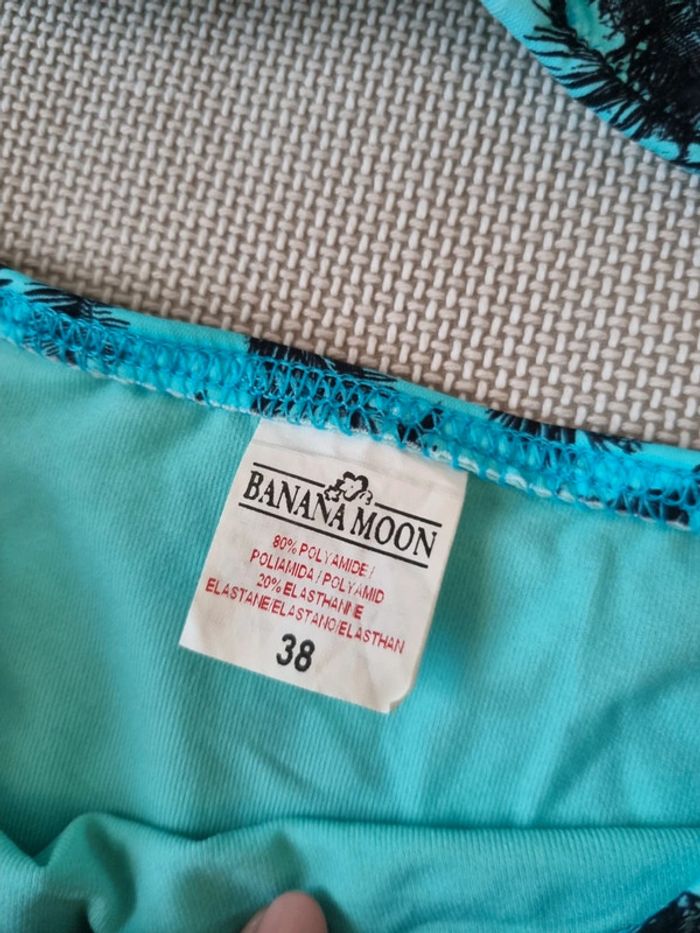 BANANA MOON
80% POLYAMIDE/
POLIAMIDA/POLYAMID
20% ELASTHANNE
ELASTANE/ELASTANO/ELASTHAN
38